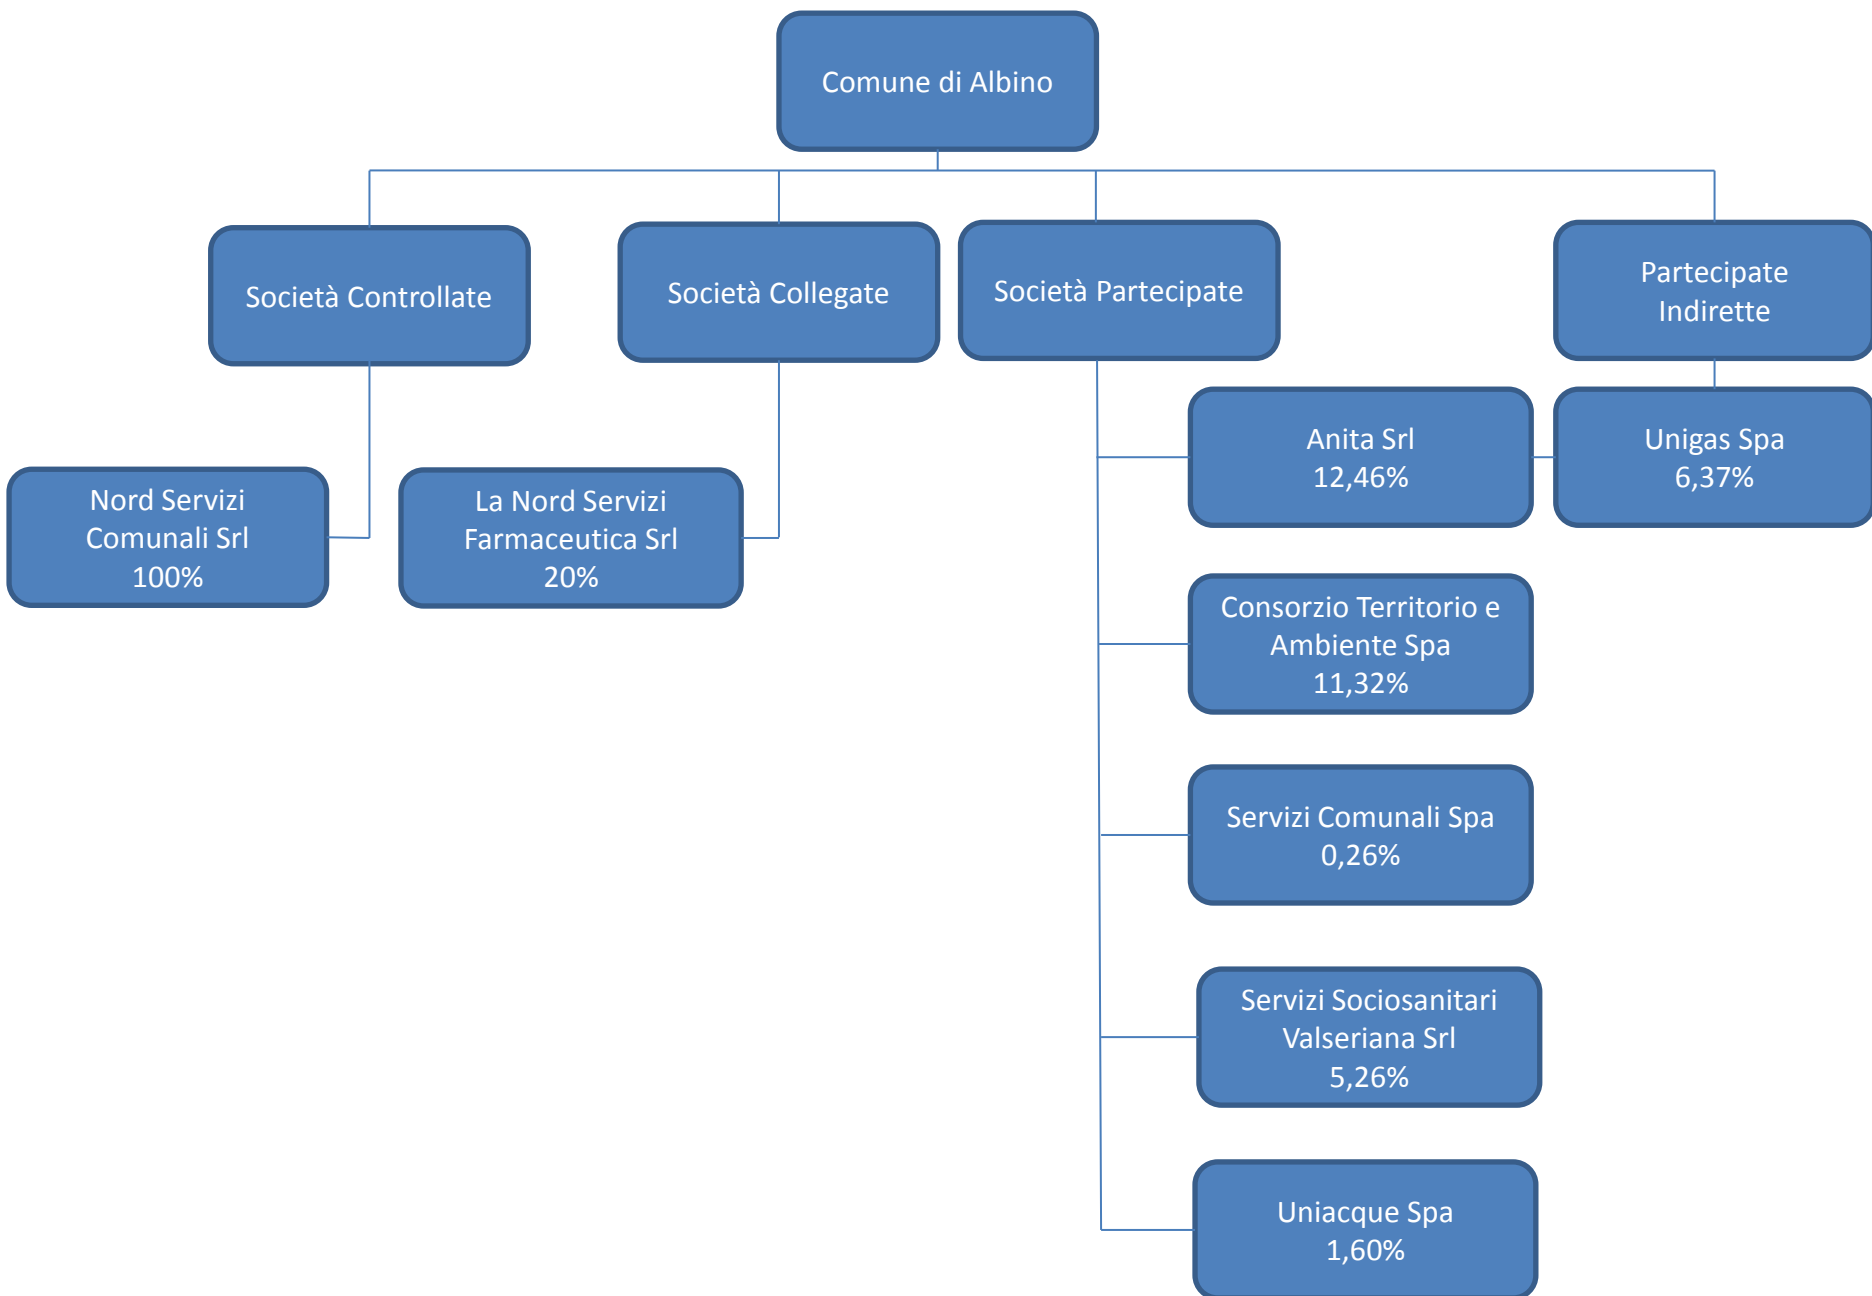 Comune di Albino
Società Controllate
Società Collegate
Società Partecipate
Partecipate
Indirette
Nord Servizi
Comunali Srl
100%
La Nord Servizi
Farmaceutica Srl
20%
Anita Srl
12,46%
Unigas Spa
6,37%
Consorzio Territorio e
Ambiente Spa
11,32%
Servizi Comunali Spa
0,26%
Servizi Sociosanitari
Valseriana Srl
5,26%
Uniacque Spa
1,60%